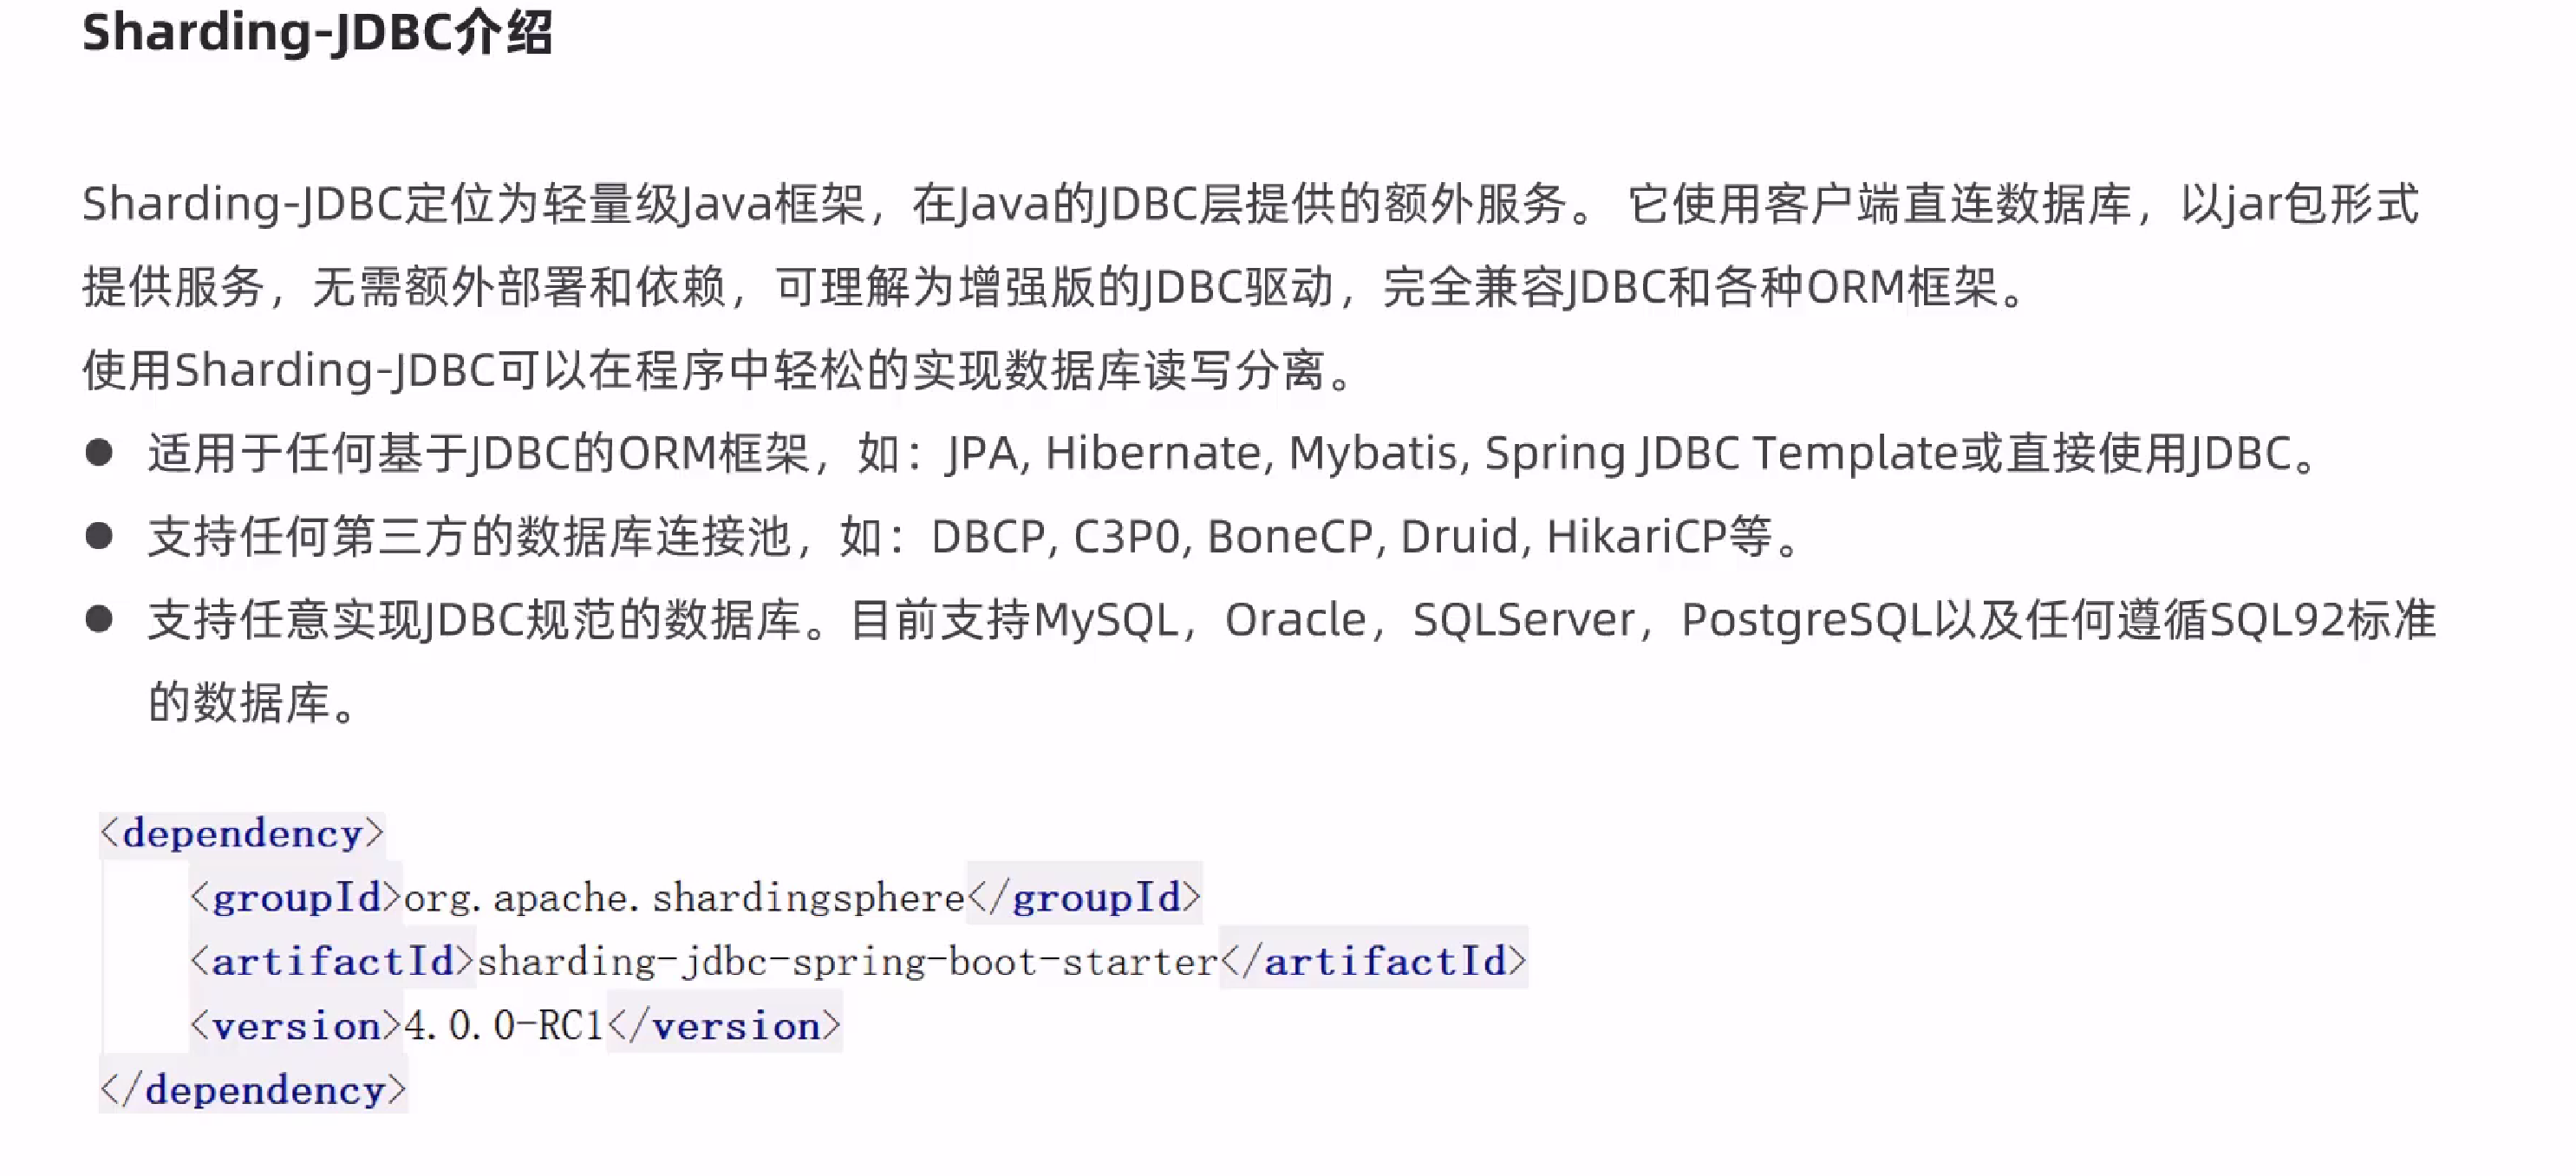 Sharding-JDBC介绍
Sharding-JDBC定位为轻量级Java框架，在Java的JDBC层提供的额外服务。 它使用客户端直连数据库，以jar包形式
提供服务，无需额外部署和依赖，可理解为增强版的JDBC驱动，完全兼容JDBC和各种ORM框架。
使用Sharding-JDBC可以在程序中轻松的实现数据库读写分离。
● 适用于任何基于JDBC的ORM框架，如：JPA, Hibernate, Mybatis, Spring JDBC Template或直接使用JDBC。
● 支持任何第三方的数据库连接池，如：DBCP, C3P0, BoneCP, Druid, HikariCP等。
● 支持任意实现JDBC规范的数据库。目前支持MySQL，Oracle，SQLServer，PostgreSQL以及任何遵循SQL92标准
的数据库。
<dependency>
<groupId>org.apache.shardingsphere</groupId>
<artifactId>sharding-jdbc-spring-boot-starter</artifactId>
<version>4.0.0-RC1</version>
</dependency>